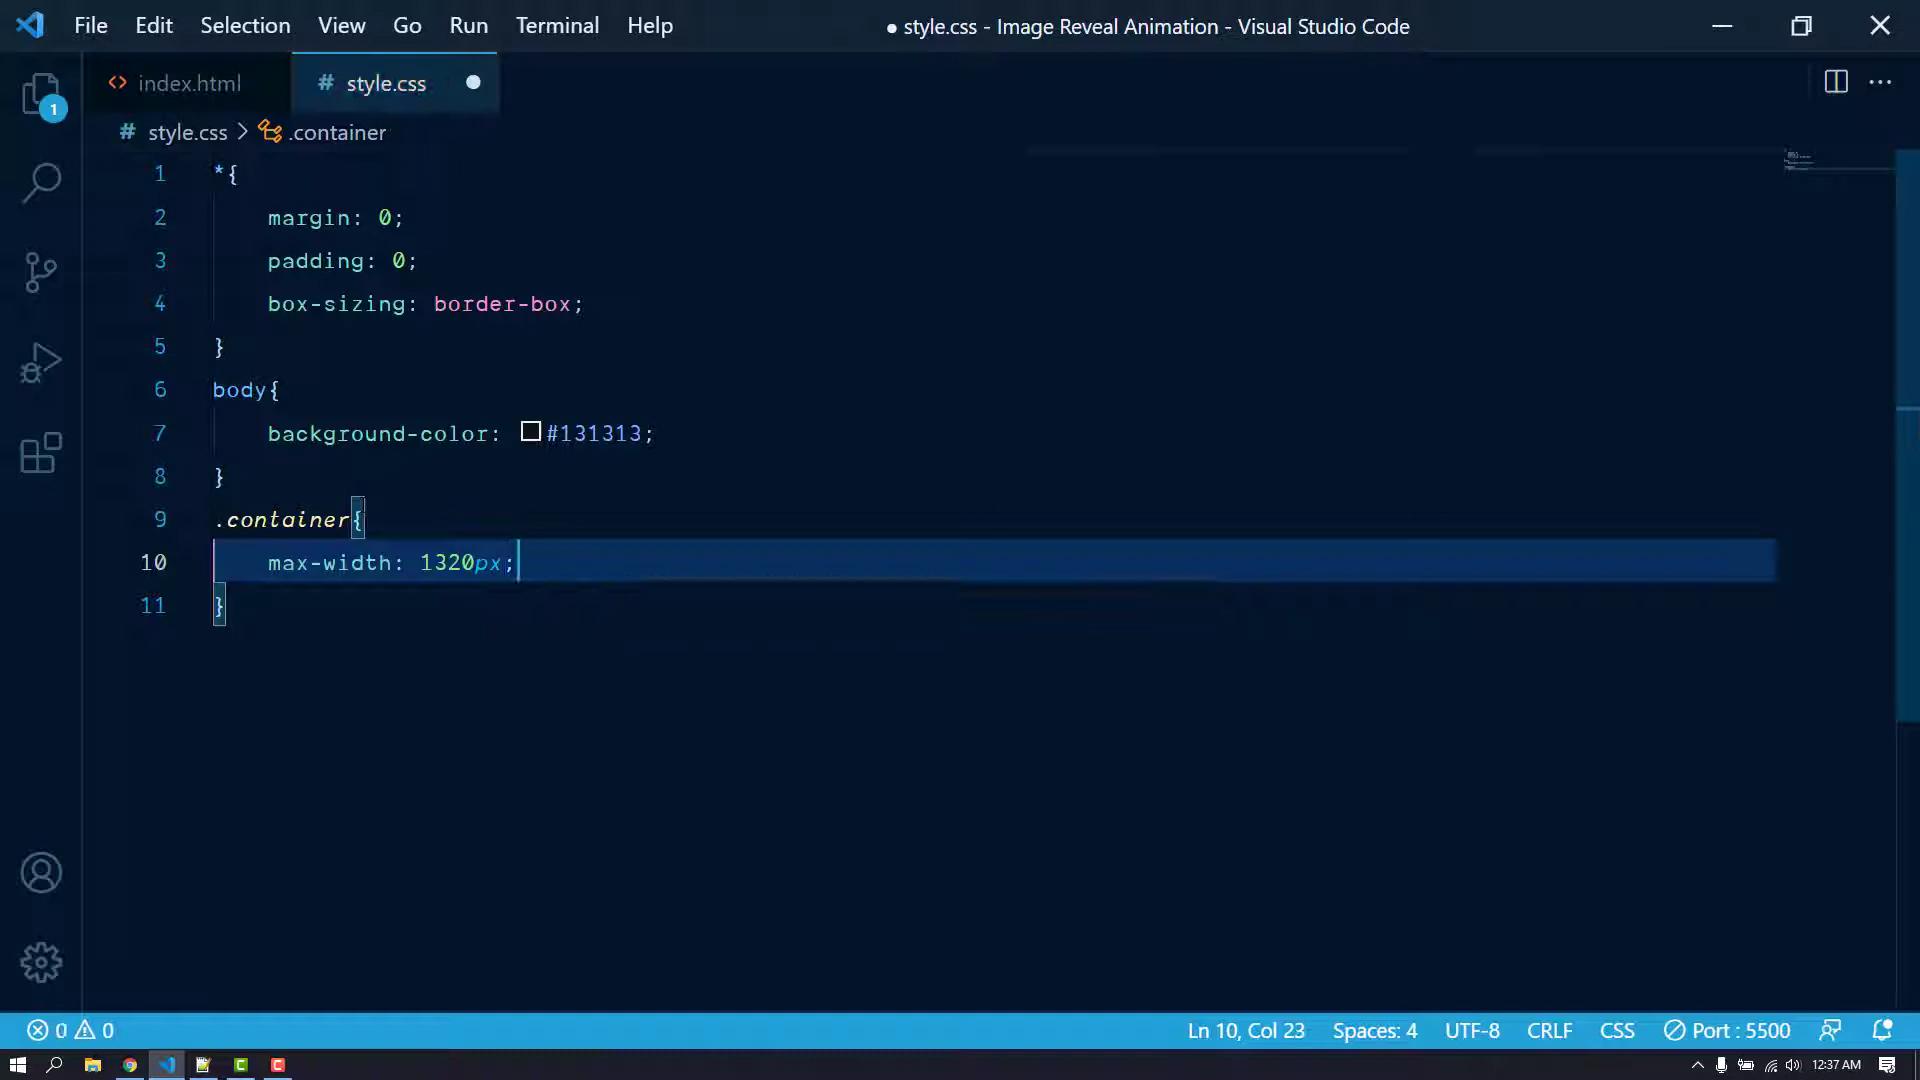 File Edit Selection View Go Run Terminal Help ● style.css - Image Reveal Animation - Visual Studio Code
<> index.html # style.css ●
1
# style.css > .container
1 *{
2 margin: 0;
3 padding: 0;
4 box-sizing: border-box;
5 }
6 body{
7 background-color: #131313;
8 }
9 .container{
10 max-width: 1320px;
11 }
0 0 Ln 10, Col 23 Spaces: 4 UTF-8 CRLF CSS Port : 5500
12:37 AM